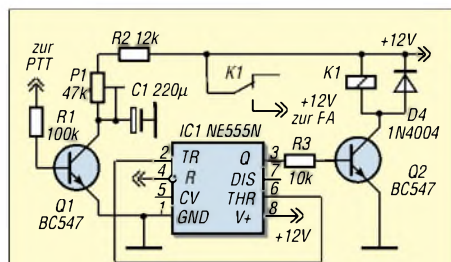 zur
PTT
R2 12k
+12V
P1
47k
C1 220µ
K1
K1
+12V
zur FA
R1
100k
IC1 NE555N
R3
10k
D4
1N4004
2 TR Q 3
4 R DIS 7
5 CV THR 6
1 GND V+ 8
Q1
BC547
+12V
Q2
BC547